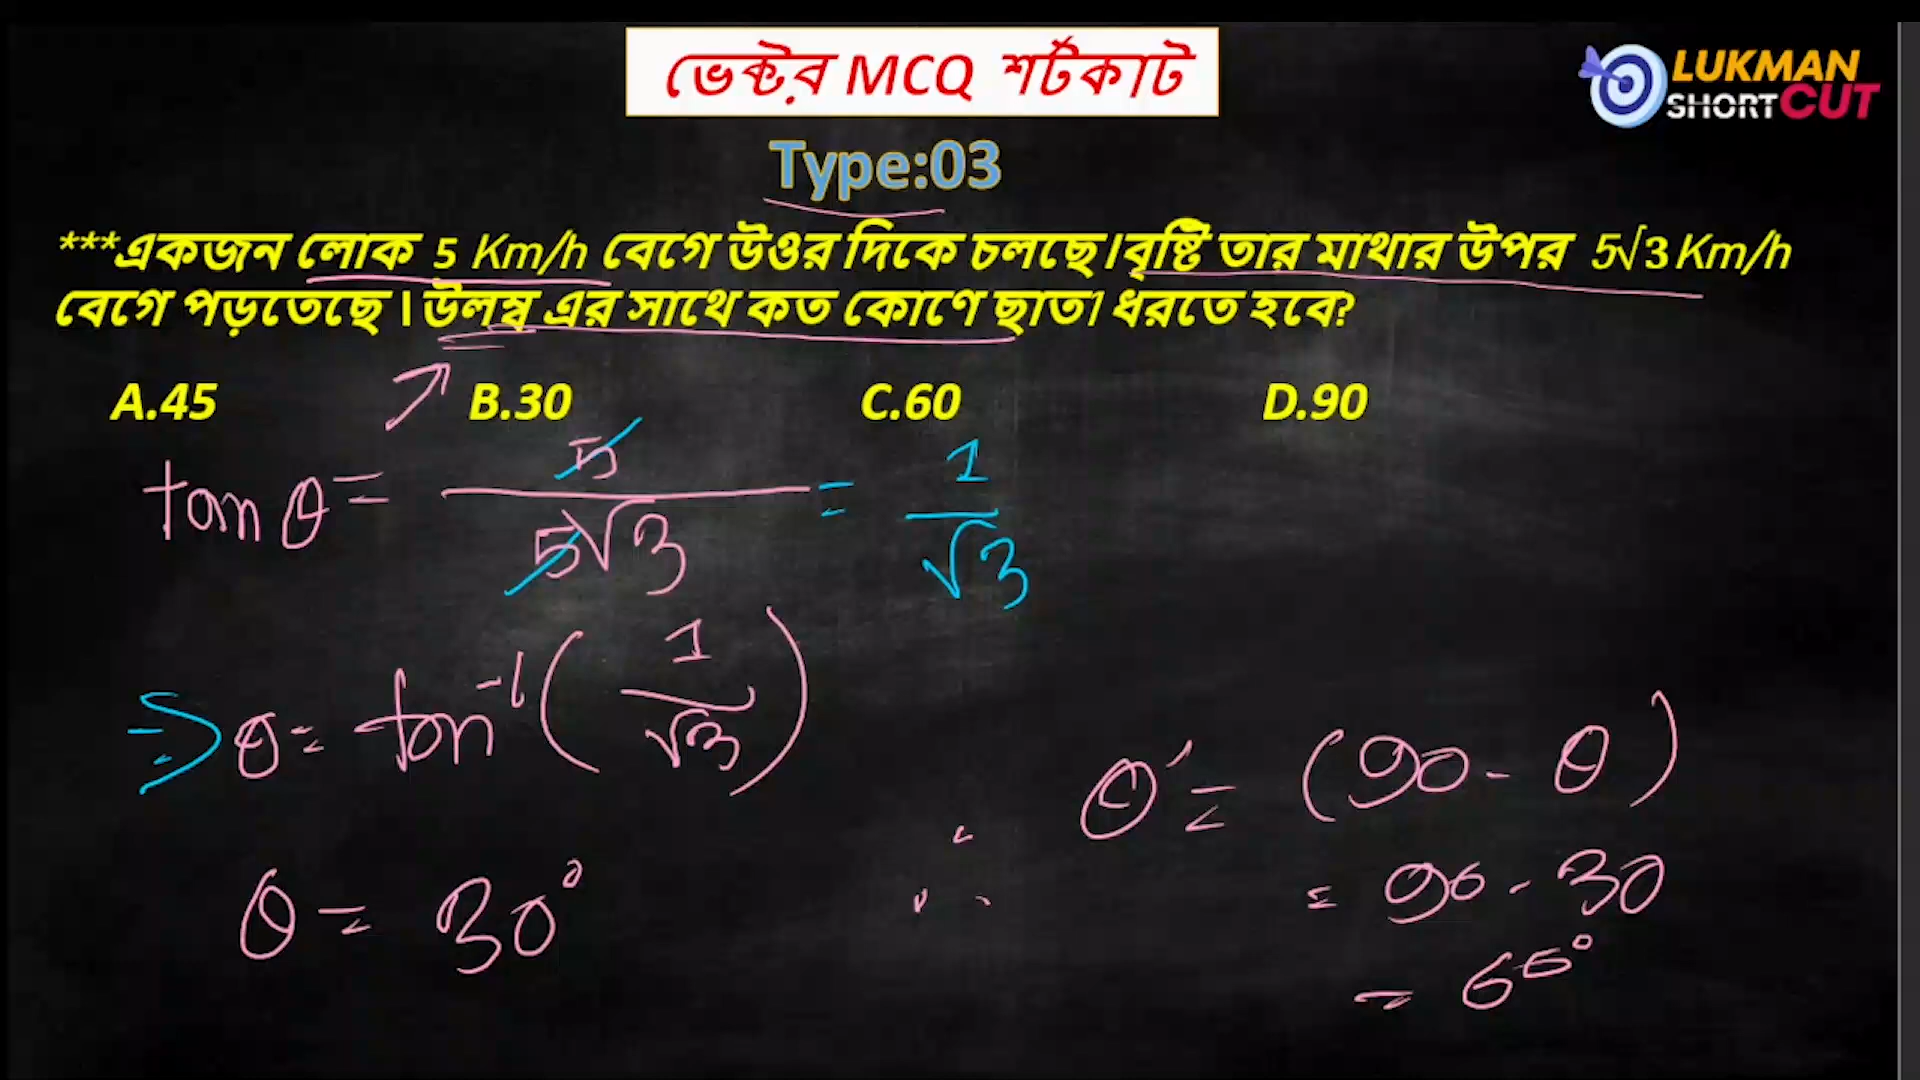 ভেক্টর MCQ শর্টকাট
LUKMAN
SHORTCUT
Type:03
***একজন লোক 5 Km/h বেগে উওর দিকে চলছে।বৃষ্টি তার মাথার উপর 5√3 Km/h
বেগে পড়তেছে। উলম্ব এর সাথে কত কোণে ছাতা ধরতে হবে?
A.45 B.30 C.60 D.90
tan θ = 5/5√3 = 1/√3
⇒ θ = tan⁻¹(1/√3)
θ = 30°
∴ θ′ = (90 - θ)
= 90 - 30
= 60°